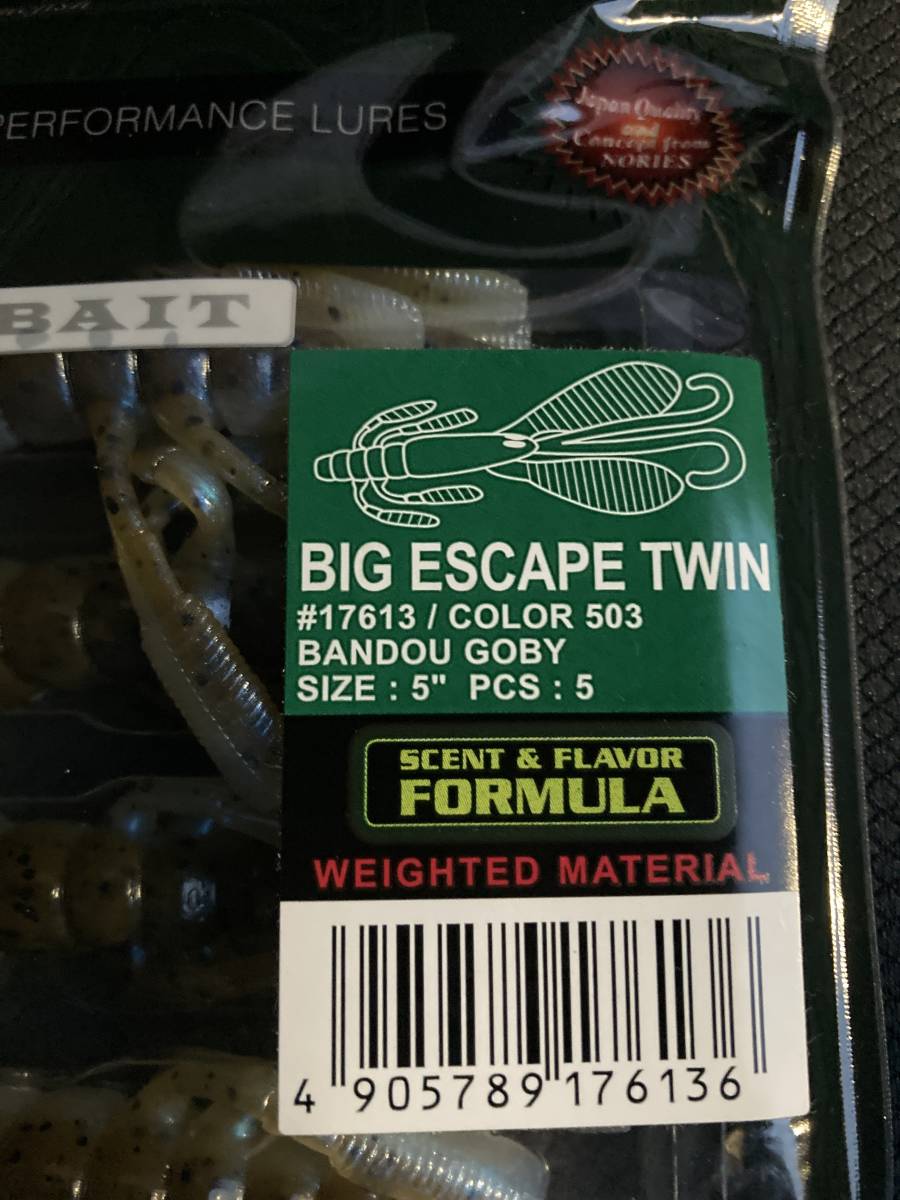 PERFORMANCE LURES
Japan Quality
and
Concept from
NORIES
BAIT
BIG ESCAPE TWIN
#17613 / COLOR 503
BANDOU GOBY
SIZE : 5" PCS : 5
SCENT & FLAVOR
FORMULA
WEIGHTED MATERIAL
4 905789 176136